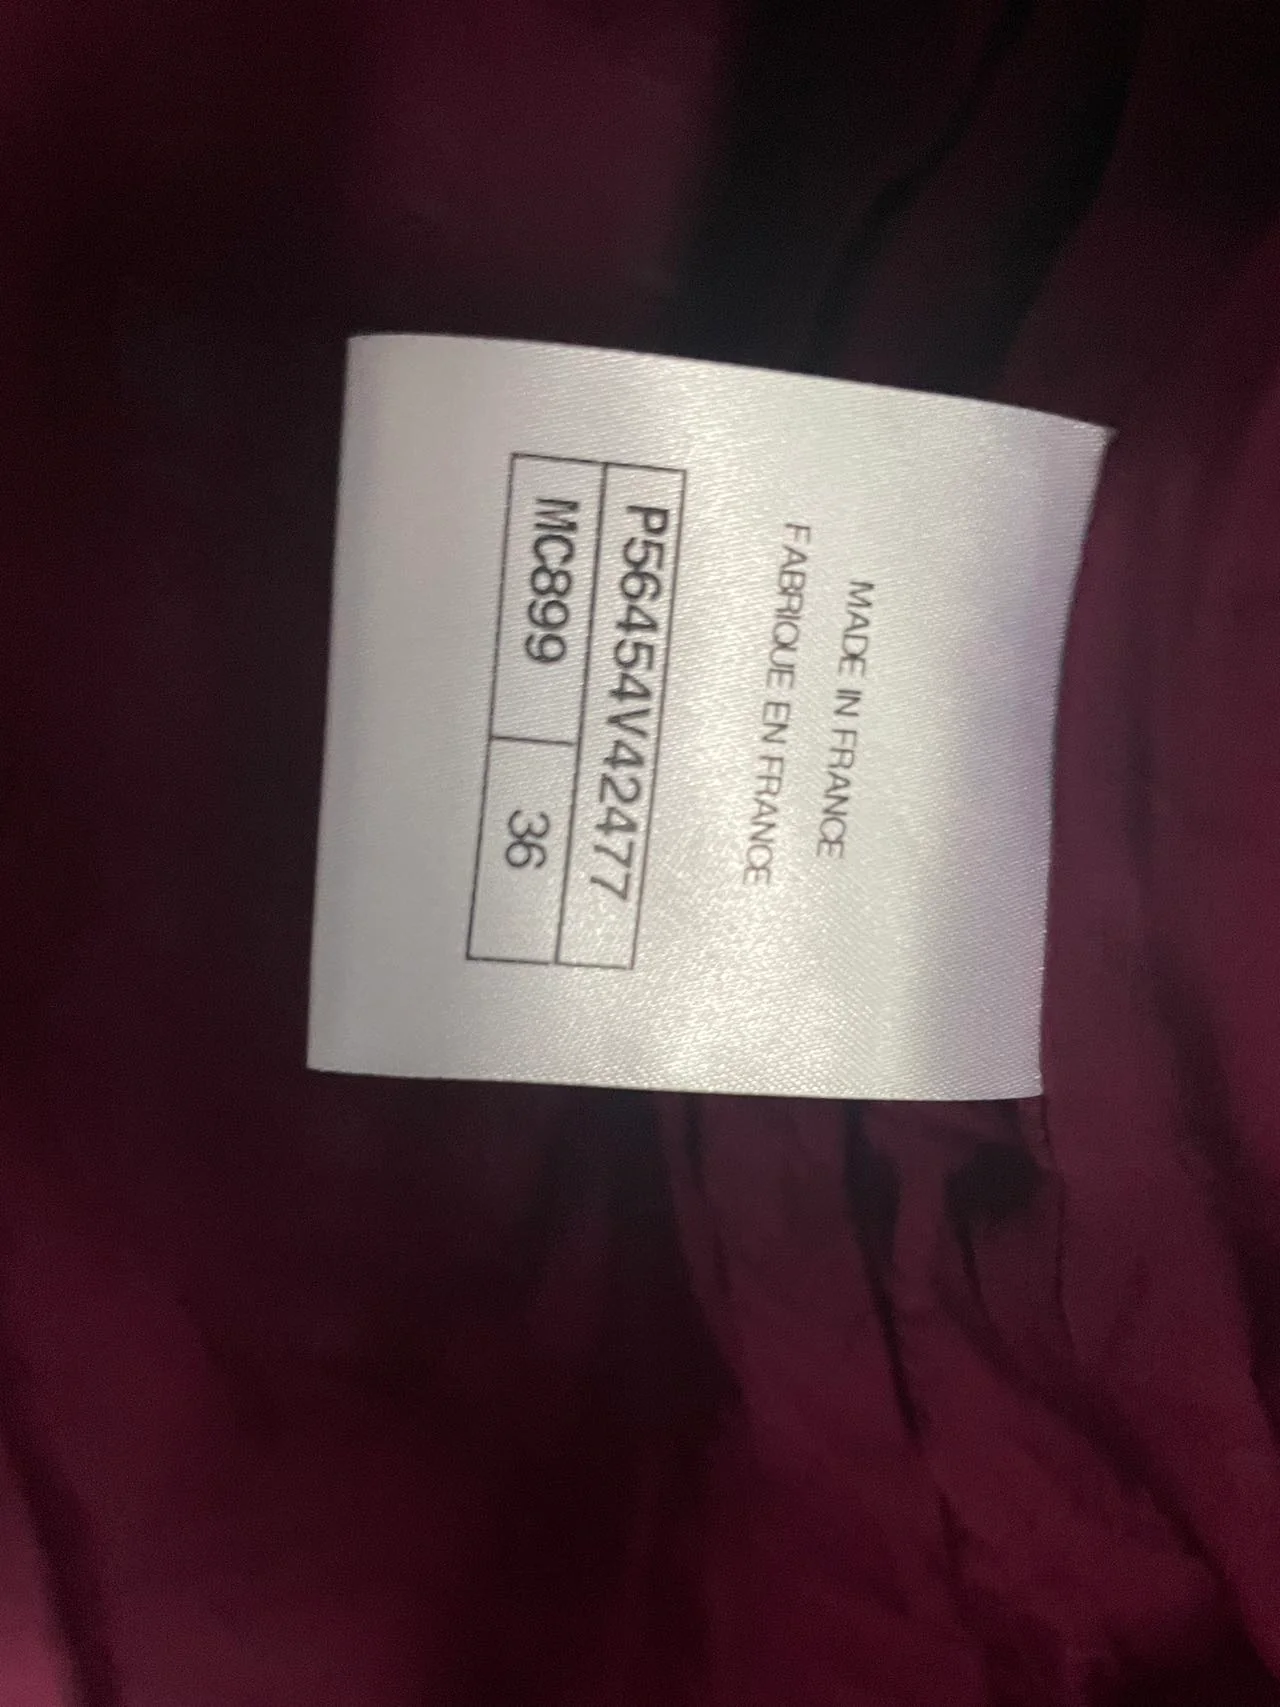 MADE IN FRANCE
FABRIQUE EN FRANCE
P56454V42477
MC899 36